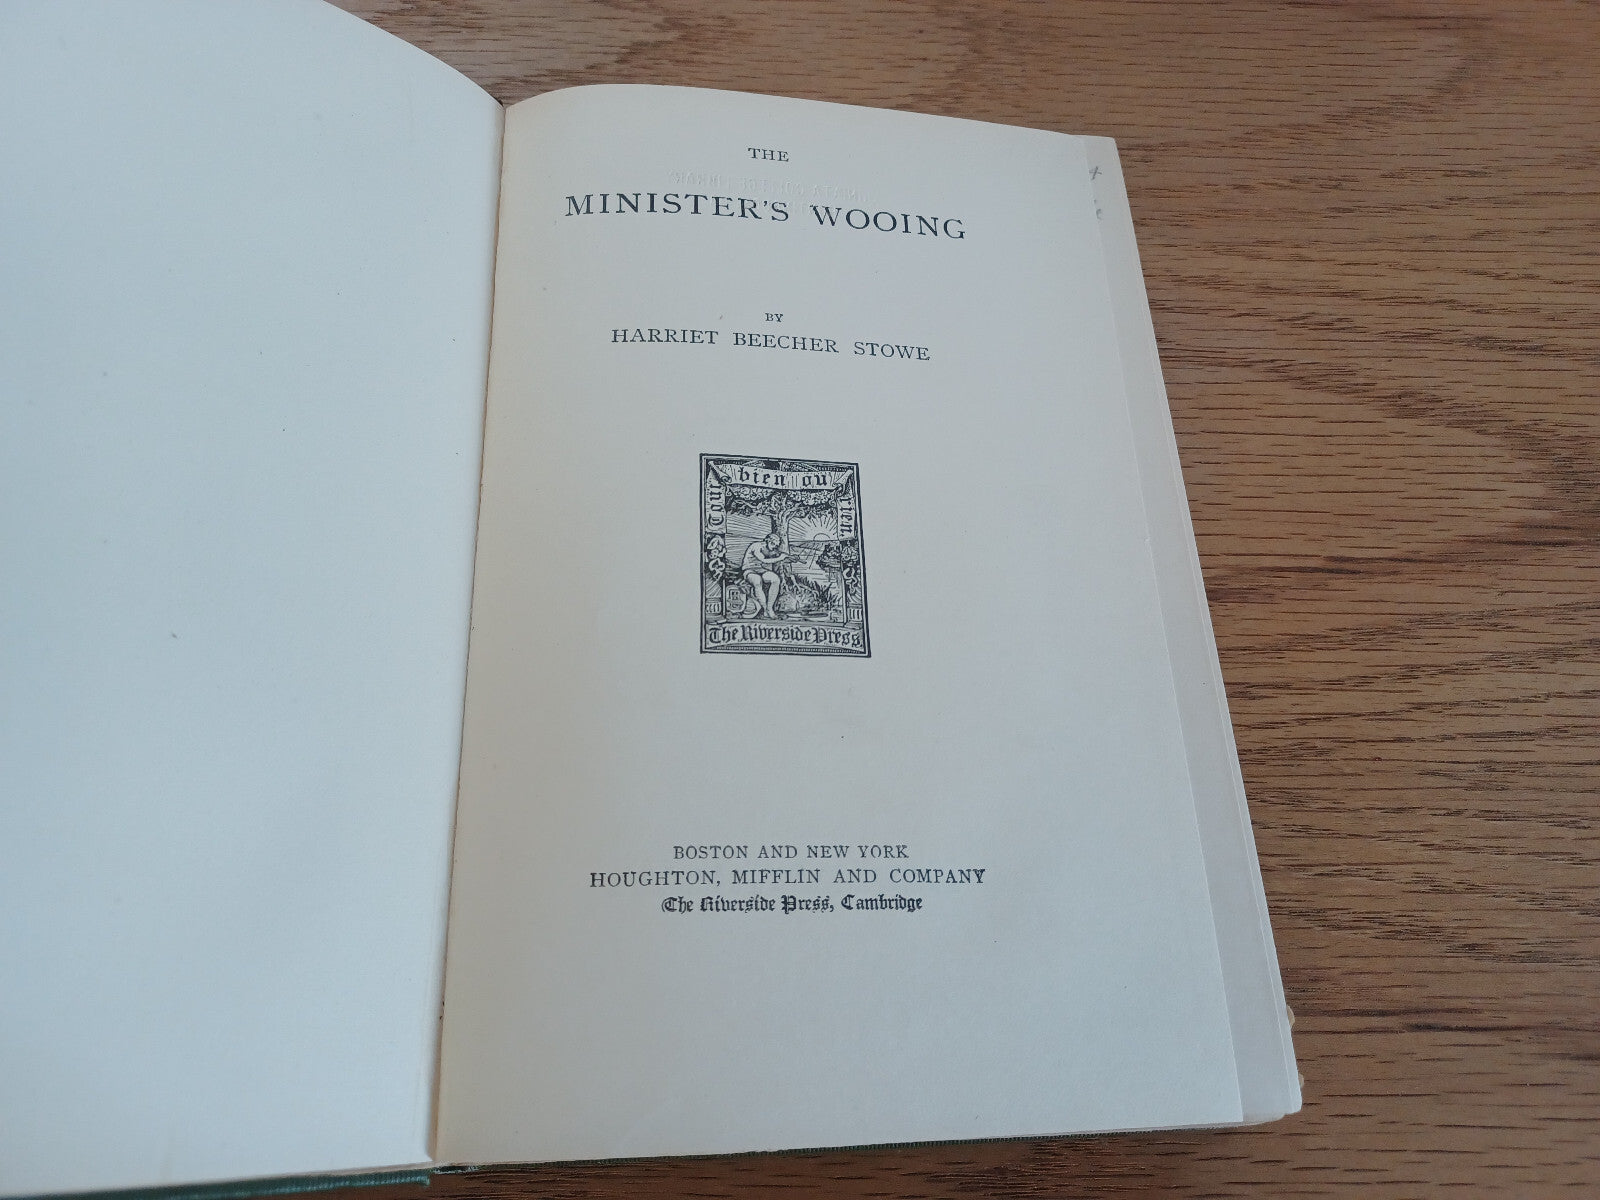 THE
MINISTER'S WOOING
BY
HARRIET BEECHER STOWE
Tout bien ou rien.
The Riverside Press
BOSTON AND NEW YORK
HOUGHTON, MIFFLIN AND COMPANY
The Riverside Press, Cambridge